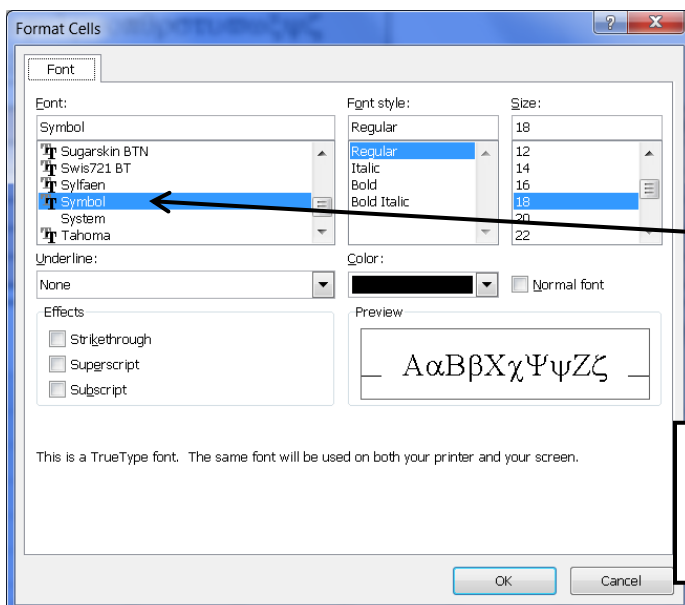 Format Cells
?
X
Font
Font:
Font style:
Size:
Symbol
Regular
18
Sugarskin BTN
Swis721 BT
Sylfaen
Symbol
System
Tahoma
Regular
Italic
Bold
Bold Italic
12
14
16
18
20
22
Underline:
Color:
None
Normal font
Effects
Strikethrough
Superscript
Subscript
Preview
ΑαΒβΧχΨψΖζ
This is a TrueType font.  The same font will be used on both your printer and your screen.
OK
Cancel